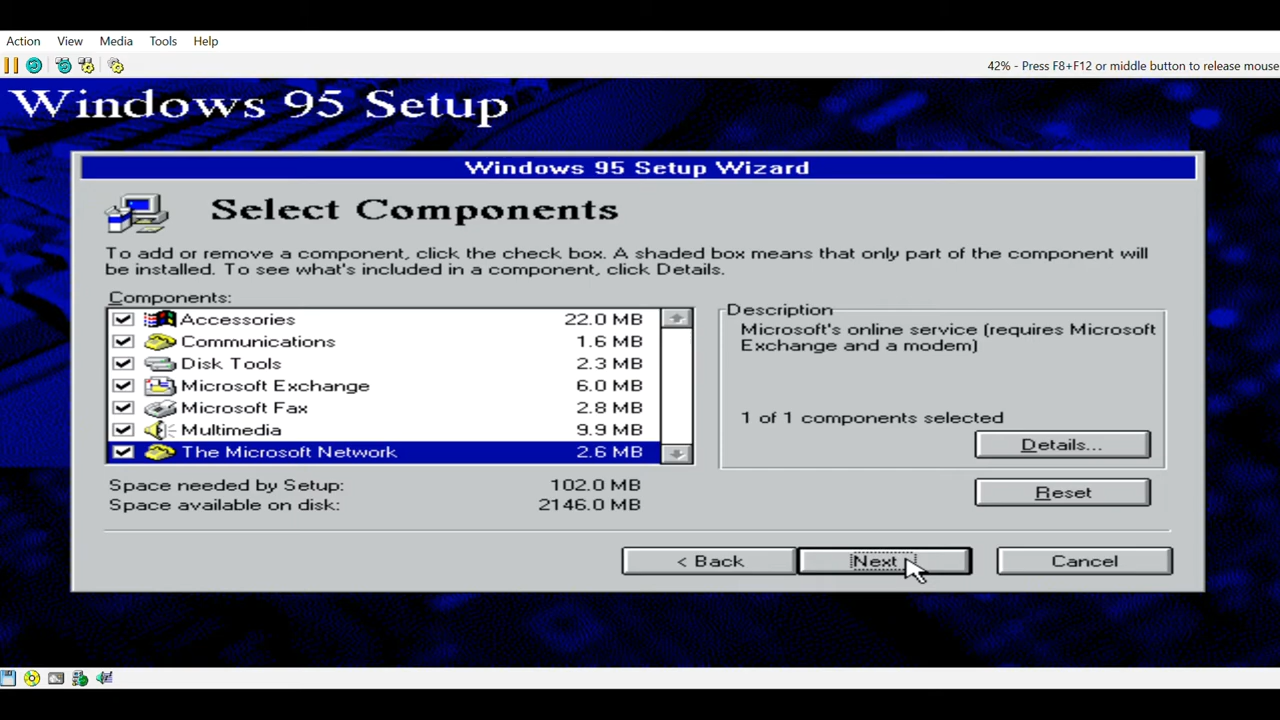 Action View Media Tools Help
42% - Press F8+F12 or middle button to release mouse
Windows 95 Setup
Windows 95 Setup Wizard
Select Components
To add or remove a component, click the check box. A shaded box means that only part of the component will
be installed. To see what's included in a component, click Details.
Components:
Accessories 22.0 MB
Communications 1.6 MB
Disk Tools 2.3 MB
Microsoft Exchange 6.0 MB
Microsoft Fax 2.8 MB
Multimedia 9.9 MB
The Microsoft Network 2.6 MB
Space needed by Setup: 102.0 MB
Space available on disk: 2146.0 MB
Description
Microsoft's online service (requires Microsoft
Exchange and a modem)
1 of 1 components selected
Details...
Reset
< Back Next Cancel